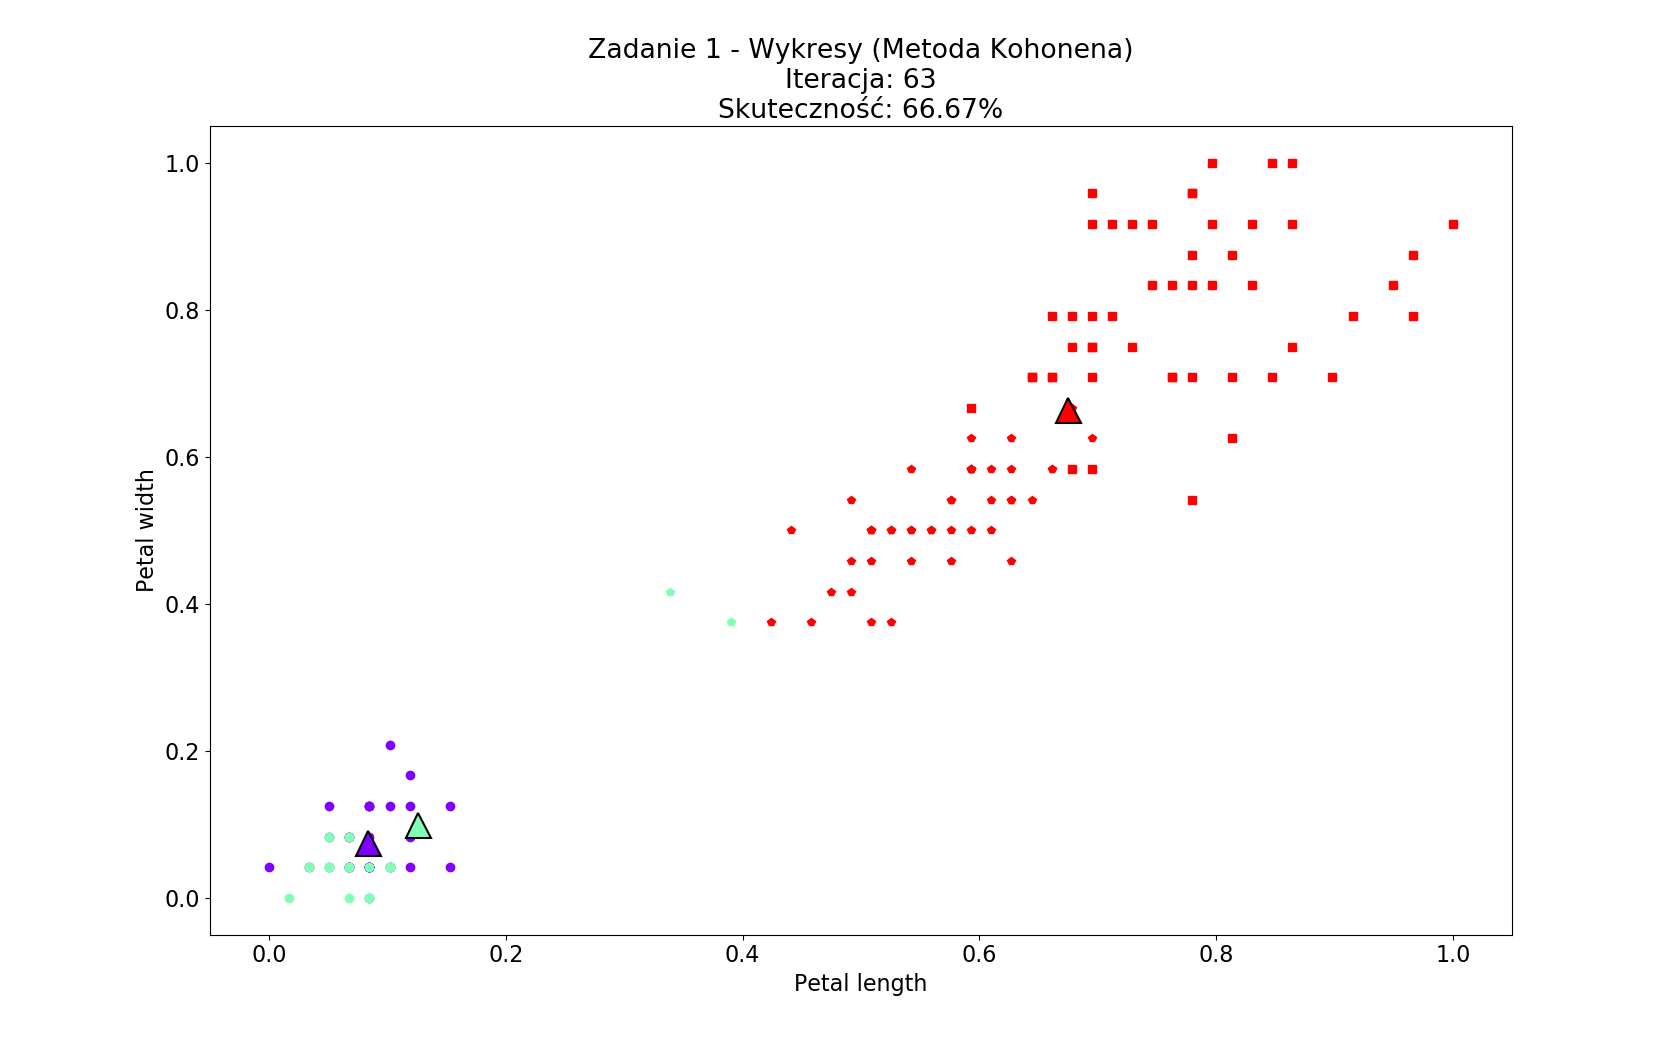 Zadanie 1 - Wykresy (Metoda Kohonena)
Iteracja: 63
Skuteczność: 66.67%
1.0
0.8
0.6
0.4
0.2
0.0
Petal width
0.0 0.2 0.4 0.6 0.8 1.0
Petal length